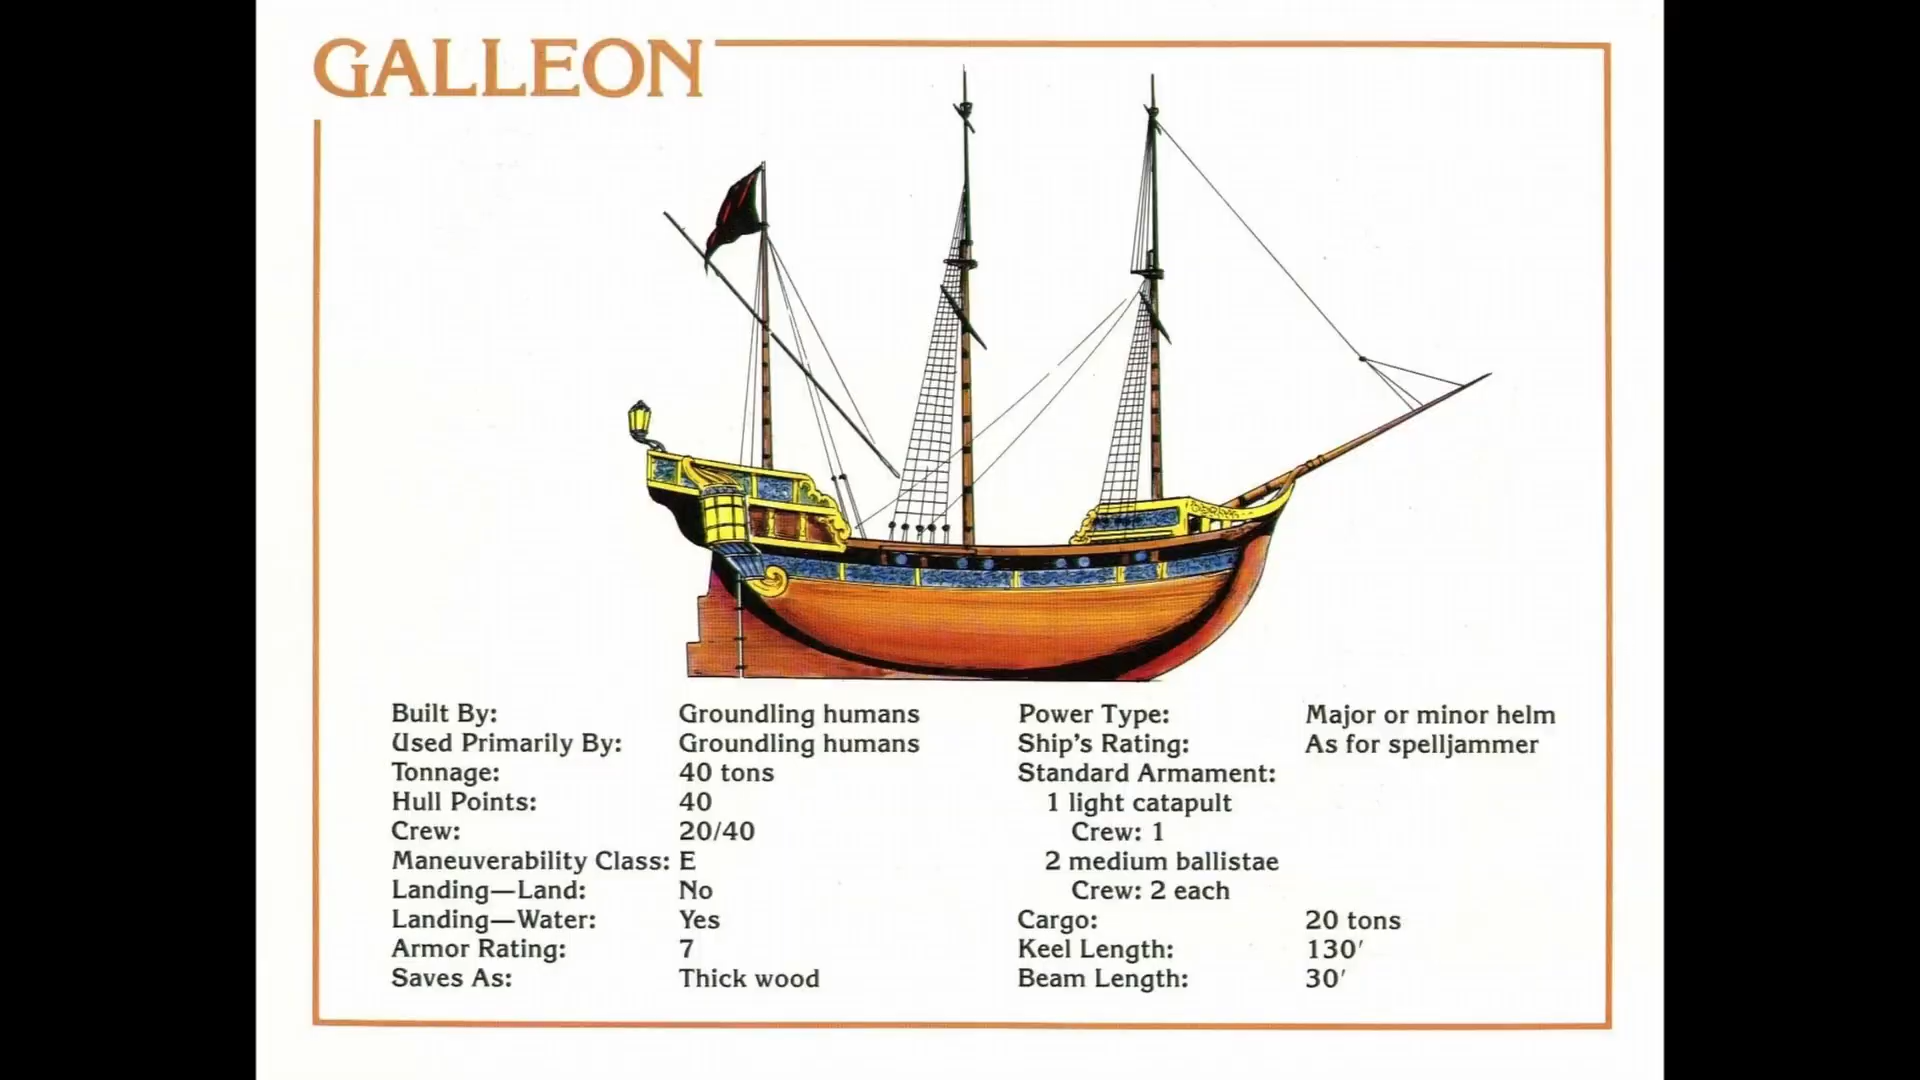 GALLEON
Built By: Groundling humans
Used Primarily By: Groundling humans
Tonnage: 40 tons
Hull Points: 40
Crew: 20/40
Maneuverability Class: E
Landing—Land: No
Landing—Water: Yes
Armor Rating: 7
Saves As: Thick wood
Power Type: Major or minor helm
Ship's Rating: As for spelljammer
Standard Armament:
1 light catapult
Crew: 1
2 medium ballistae
Crew: 2 each
Cargo: 20 tons
Keel Length: 130′
Beam Length: 30′